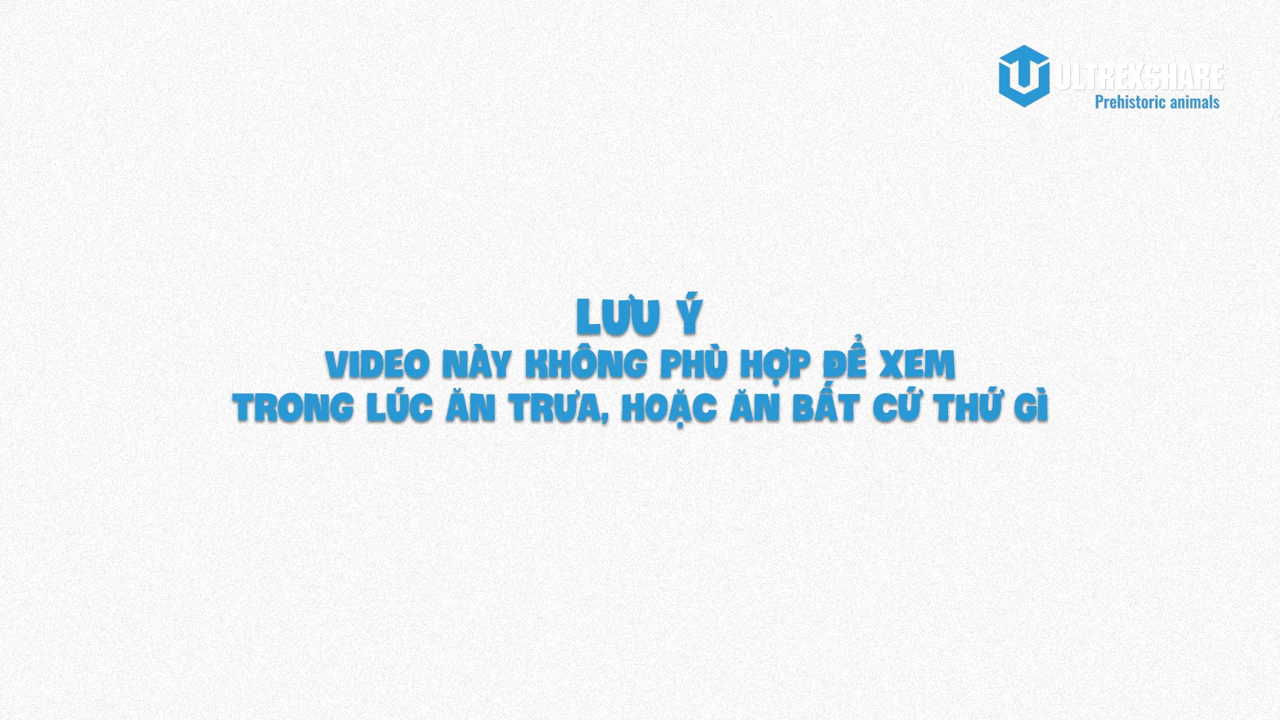 ULTREXSHARE
Prehistoric animals
LƯU Ý
VIDEO NÀY KHÔNG PHÙ HỢP ĐỂ XEM
TRONG LÚC ĂN TRƯA, HOẶC ĂN BẤT CỨ THỨ GÌ